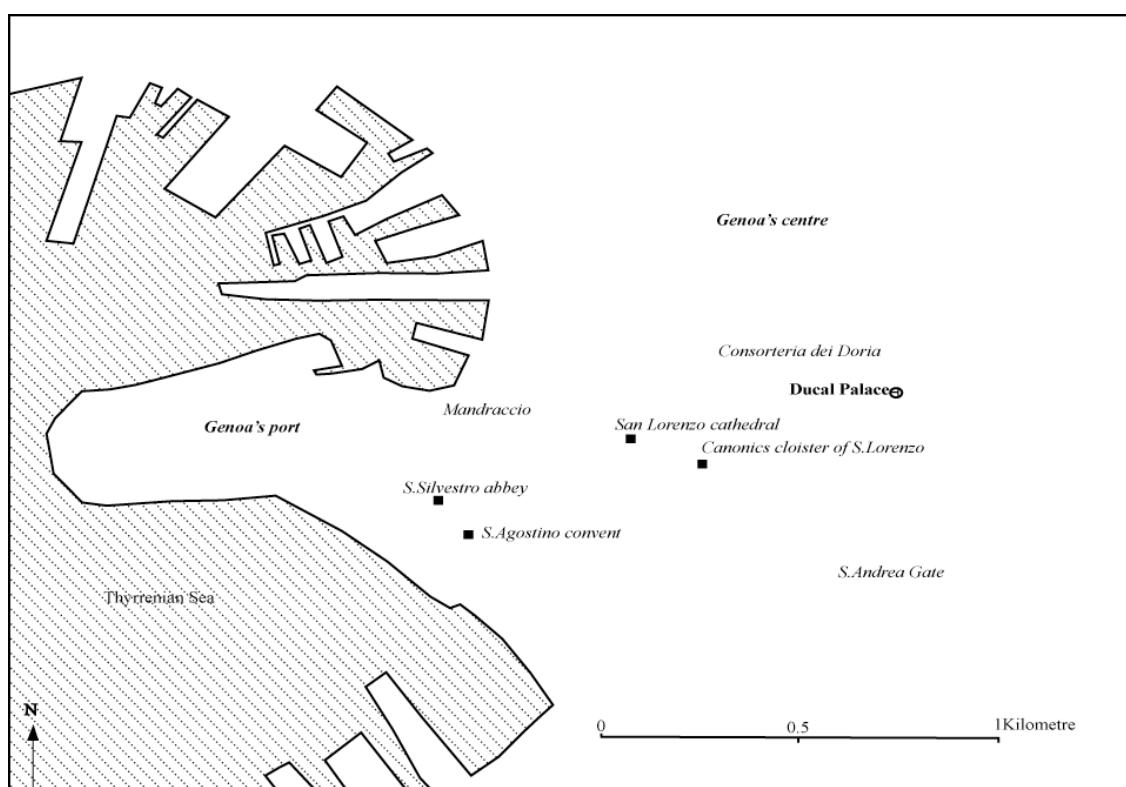 Genoa's centre
Consorteria dei Doria
Ducal Palace
Mandraccio
San Lorenzo cathedral
Genoa's port
Canonics cloister of S.Lorenzo
S.Silvestro abbey
S.Agostino convent
S.Andrea Gate
Thyrrenian Sea
N
0 0.5 1Kilometre